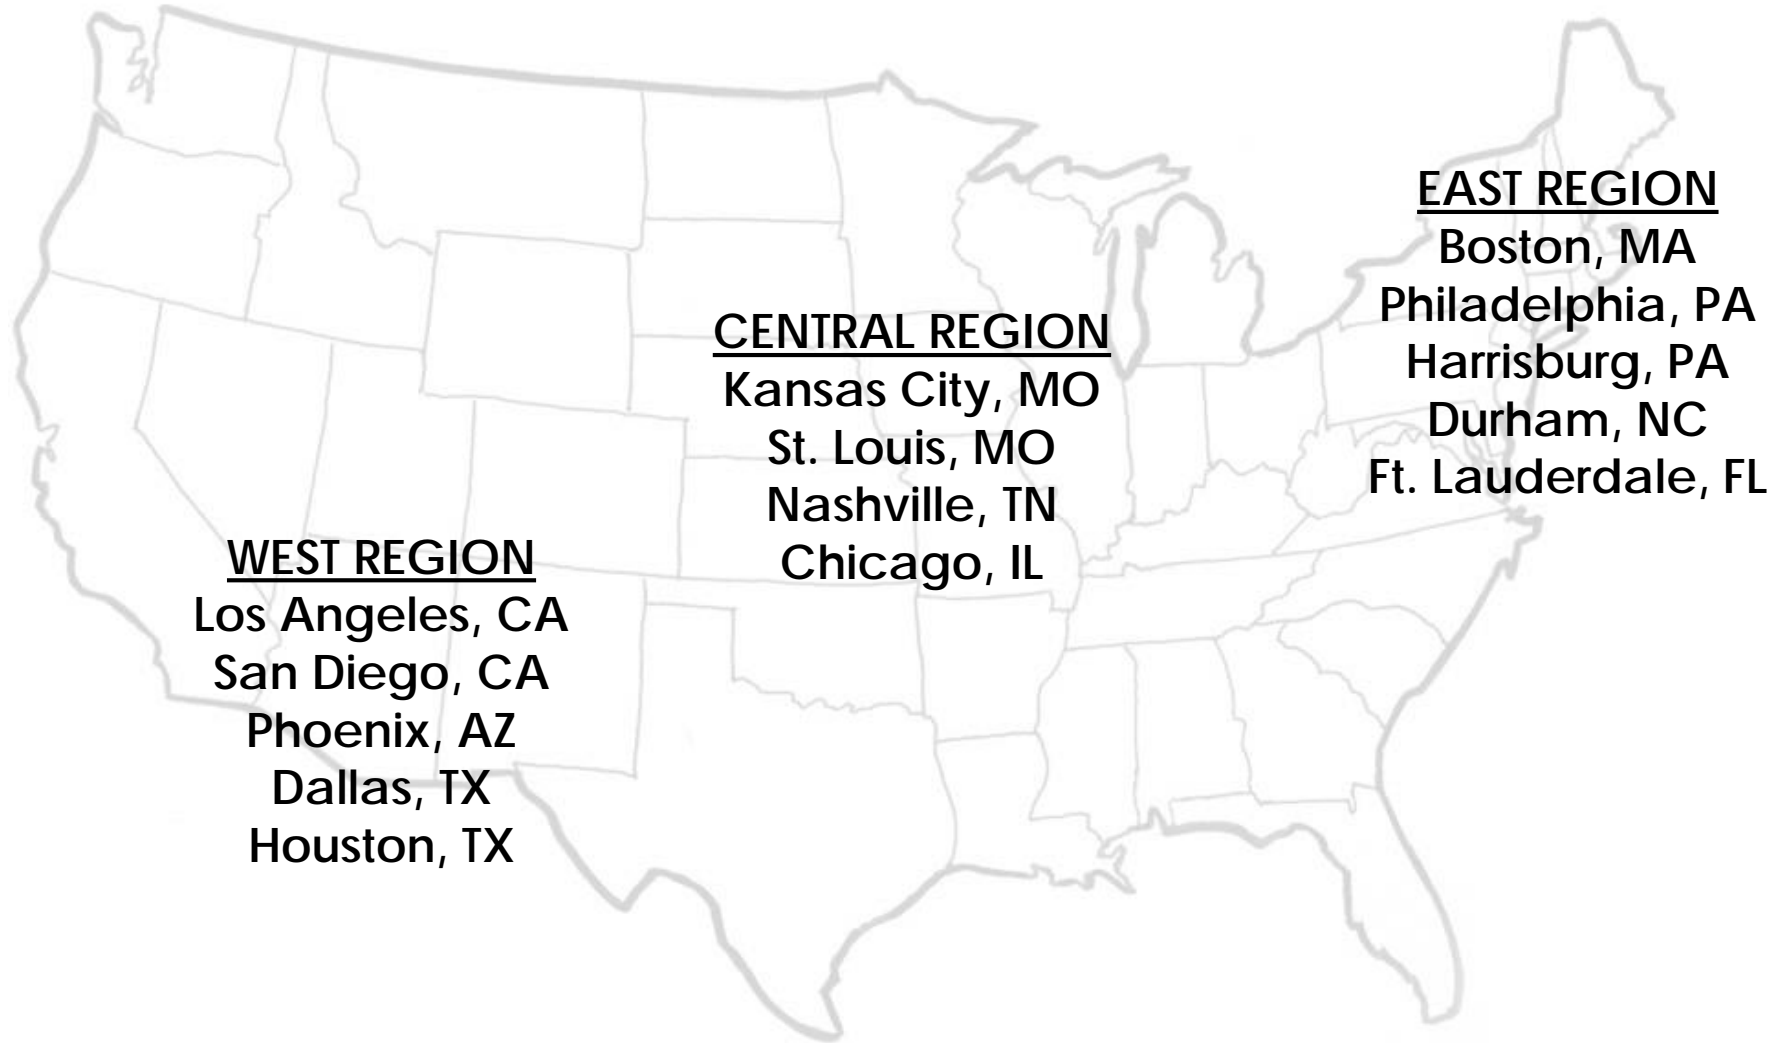 WEST REGION
Los Angeles, CA
San Diego, CA
Phoenix, AZ
Dallas, TX
Houston, TX
CENTRAL REGION
Kansas City, MO
St. Louis, MO
Nashville, TN
Chicago, IL
EAST REGION
Boston, MA
Philadelphia, PA
Harrisburg, PA
Durham, NC
Ft. Lauderdale, FL